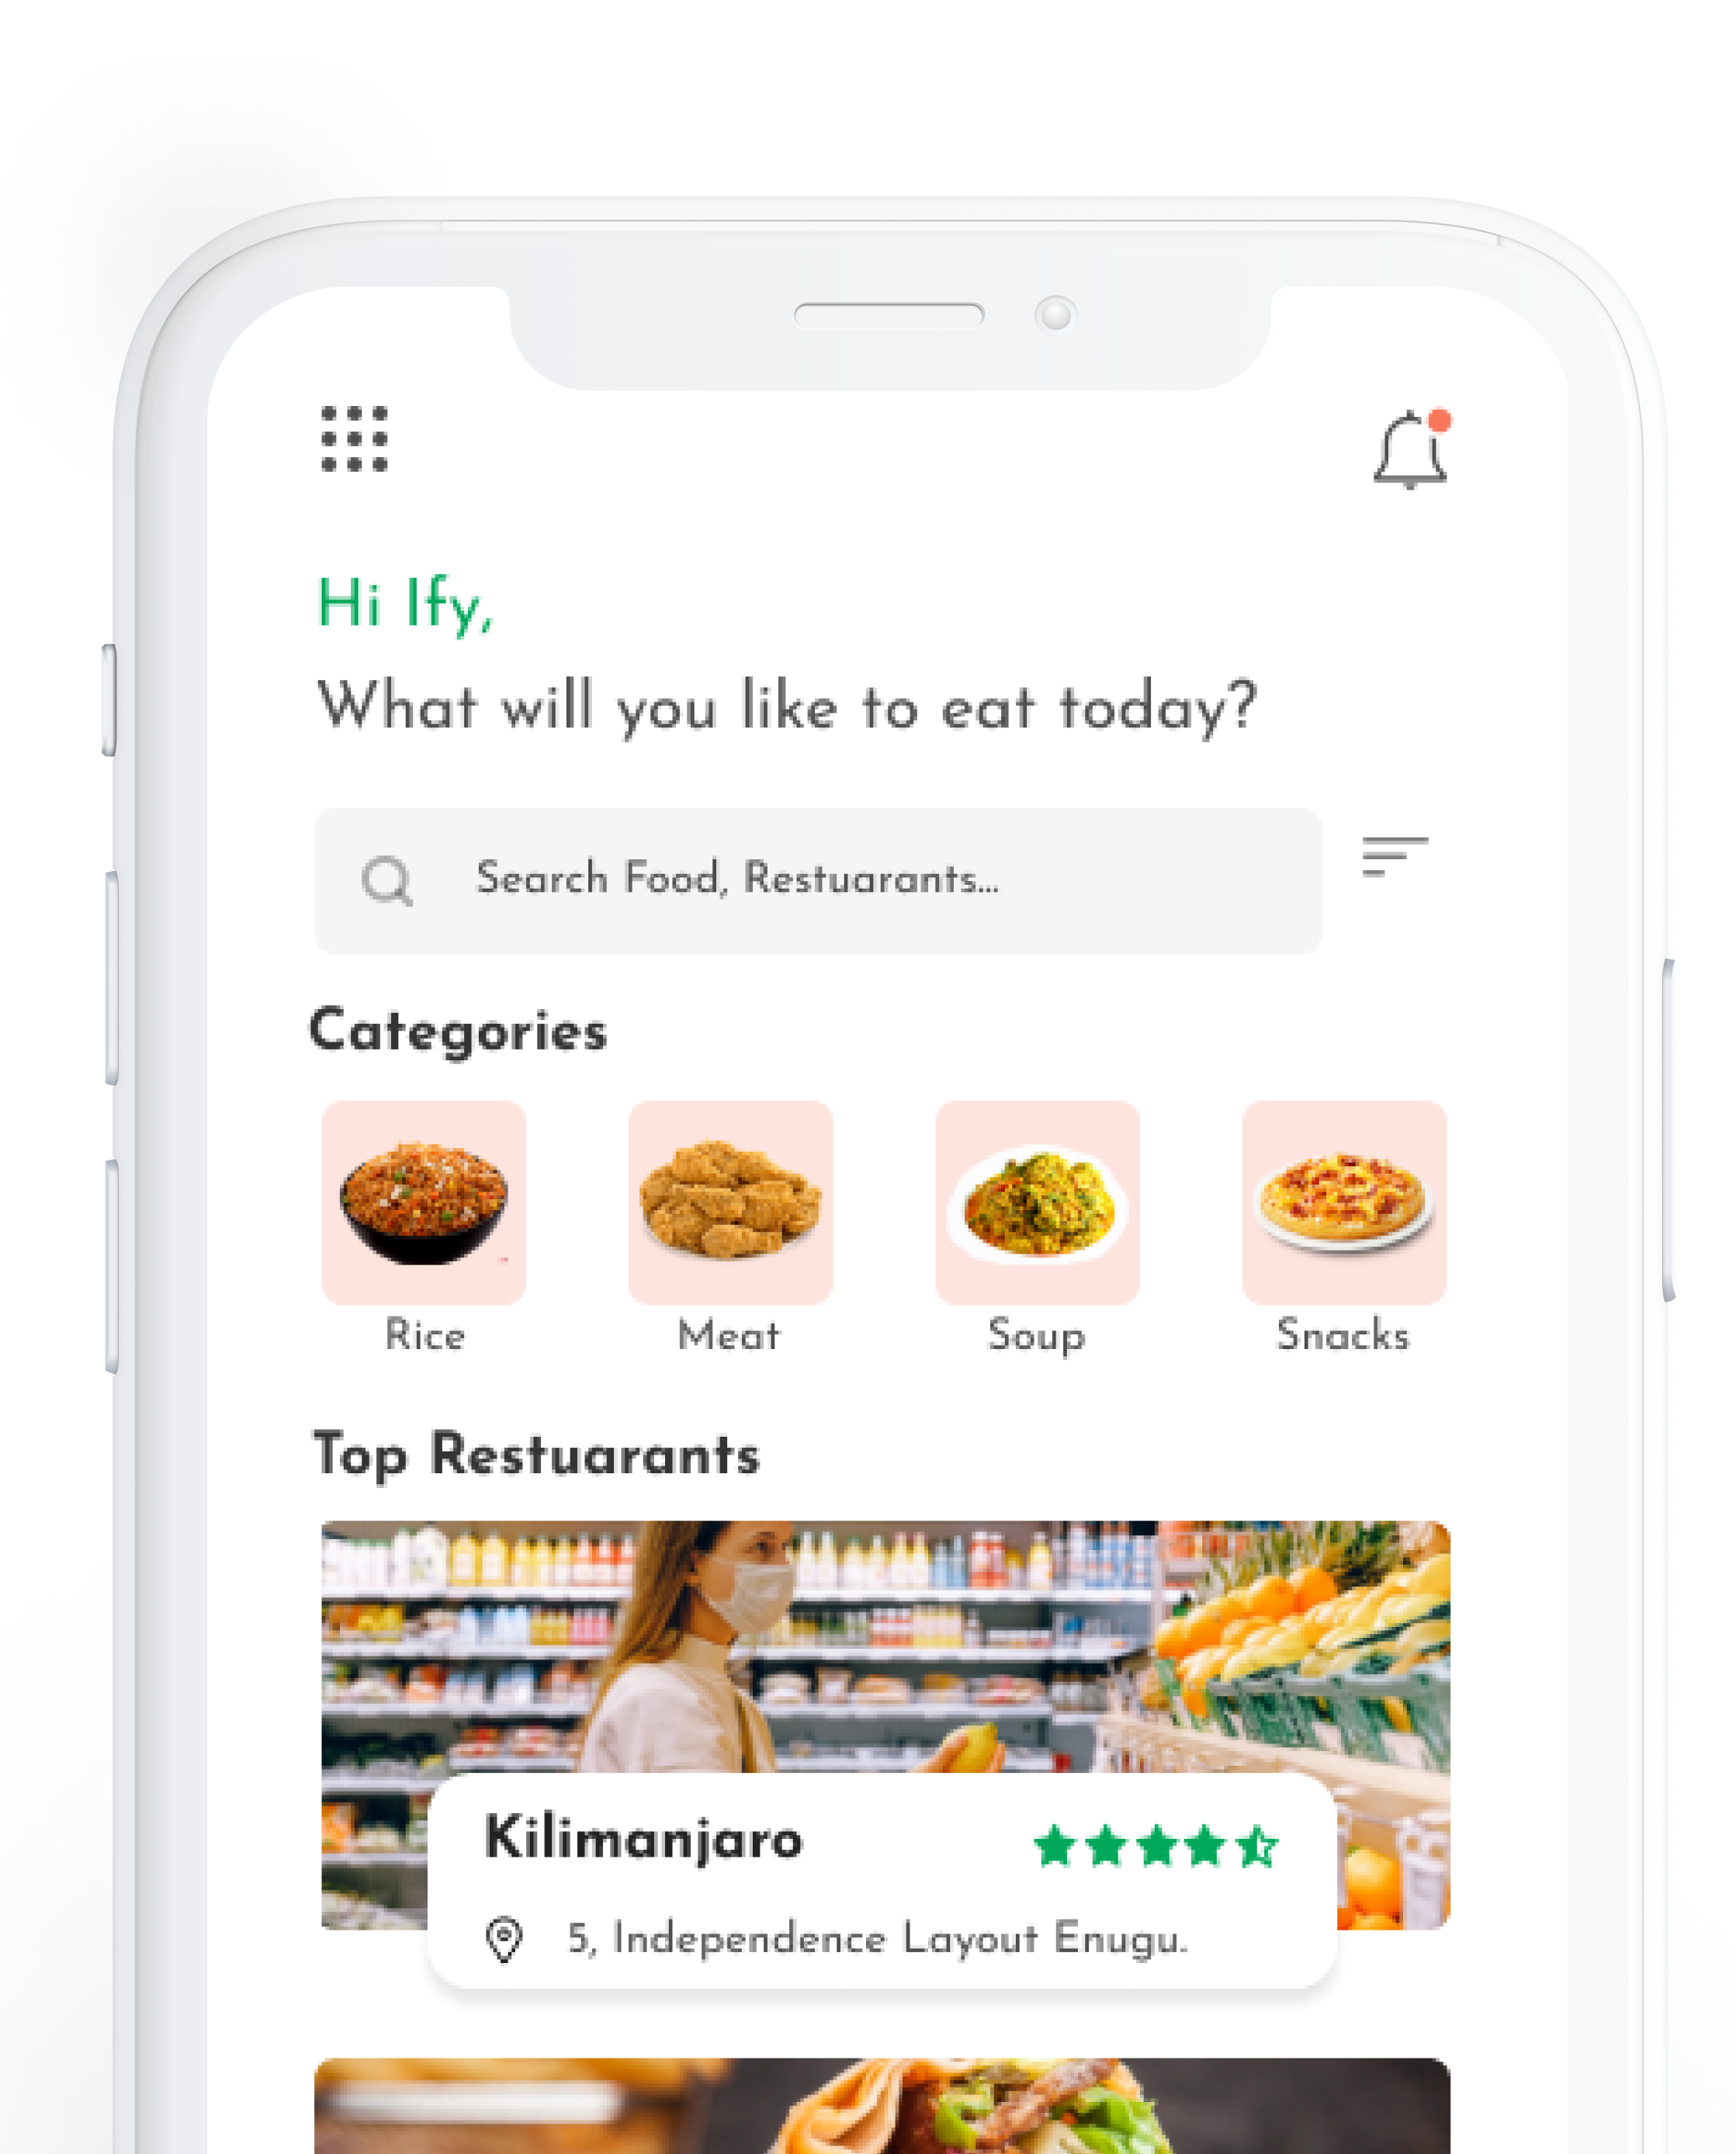 Hi Ify,
What will you like to eat today?
Search Food, Restuarants...
Categories
Rice
Meat
Soup
Snacks
Top Restuarants
Kilimanjaro
5, Independence Layout Enugu.